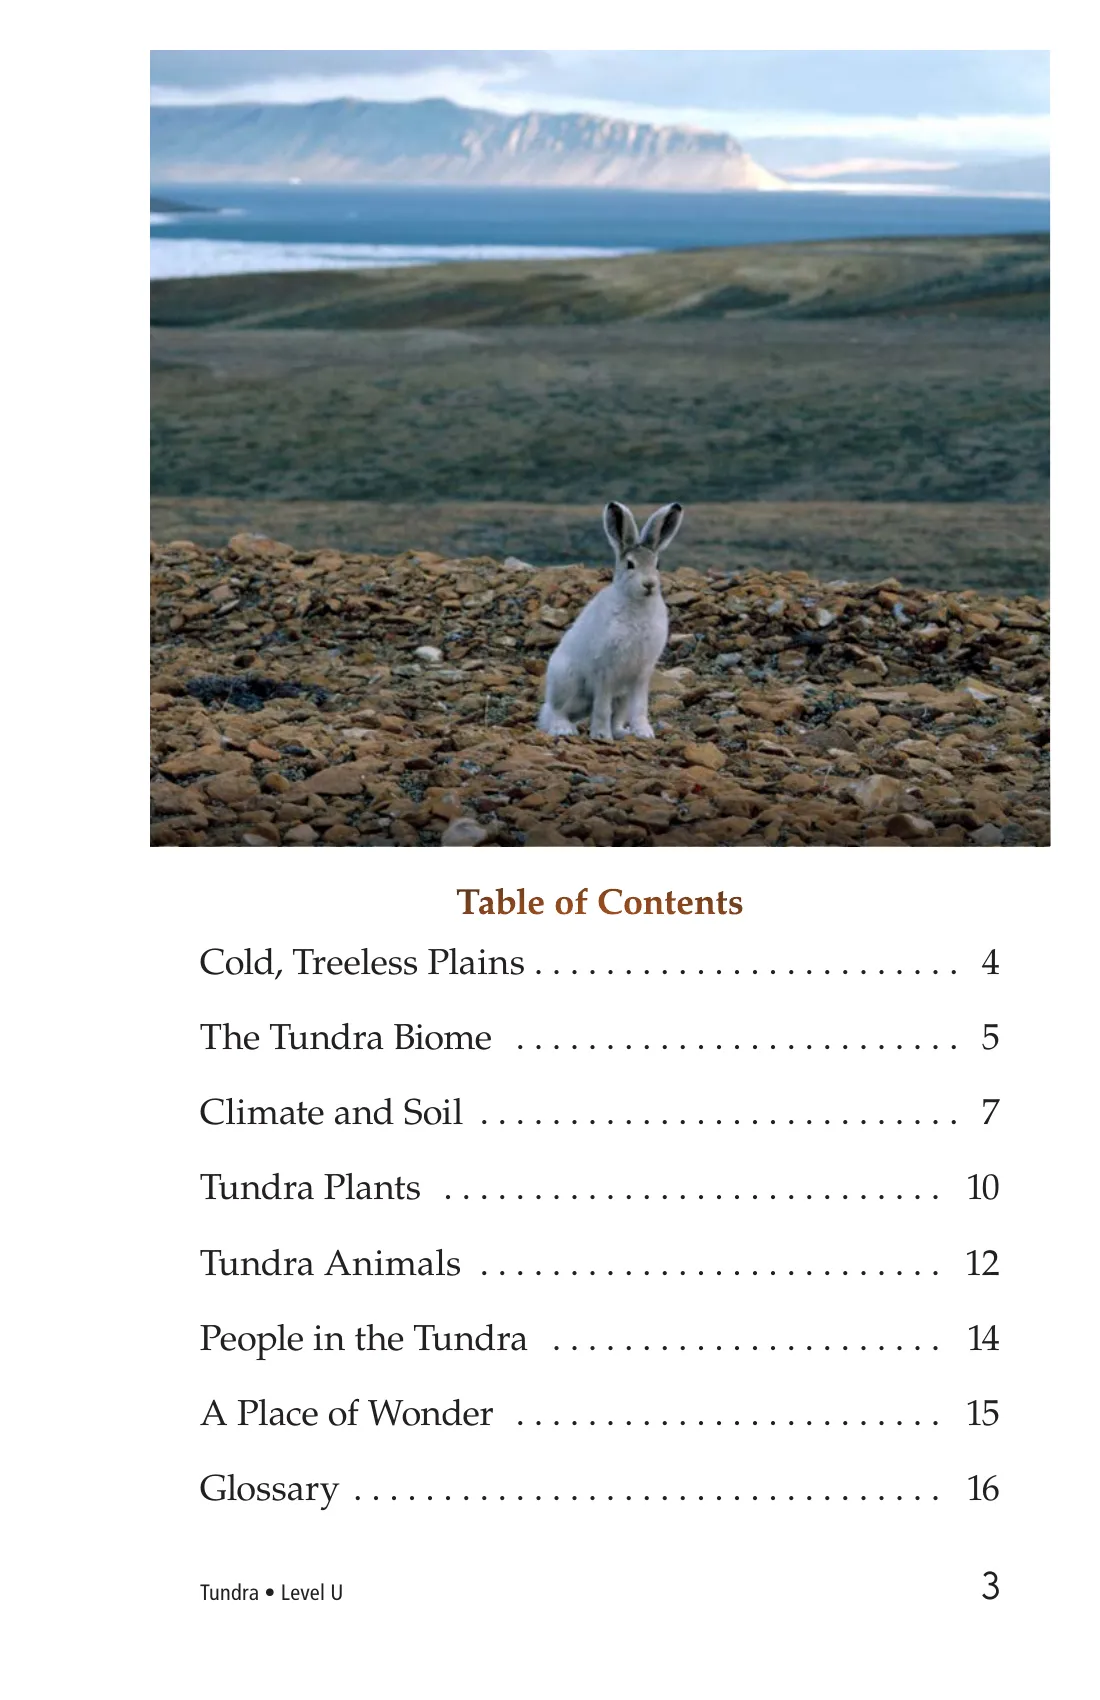 Table of Contents
Cold, Treeless Plains . . . . . . . . . . . . . . . . . . . . . . . . 4
The Tundra Biome . . . . . . . . . . . . . . . . . . . . . . . . . 5
Climate and Soil . . . . . . . . . . . . . . . . . . . . . . . . . . . 7
Tundra Plants . . . . . . . . . . . . . . . . . . . . . . . . . . . . 10
Tundra Animals . . . . . . . . . . . . . . . . . . . . . . . . . . 12
People in the Tundra . . . . . . . . . . . . . . . . . . . . . . 14
A Place of Wonder . . . . . . . . . . . . . . . . . . . . . . . . 15
Glossary . . . . . . . . . . . . . . . . . . . . . . . . . . . . . . . . . 16
Tundra • Level U 3